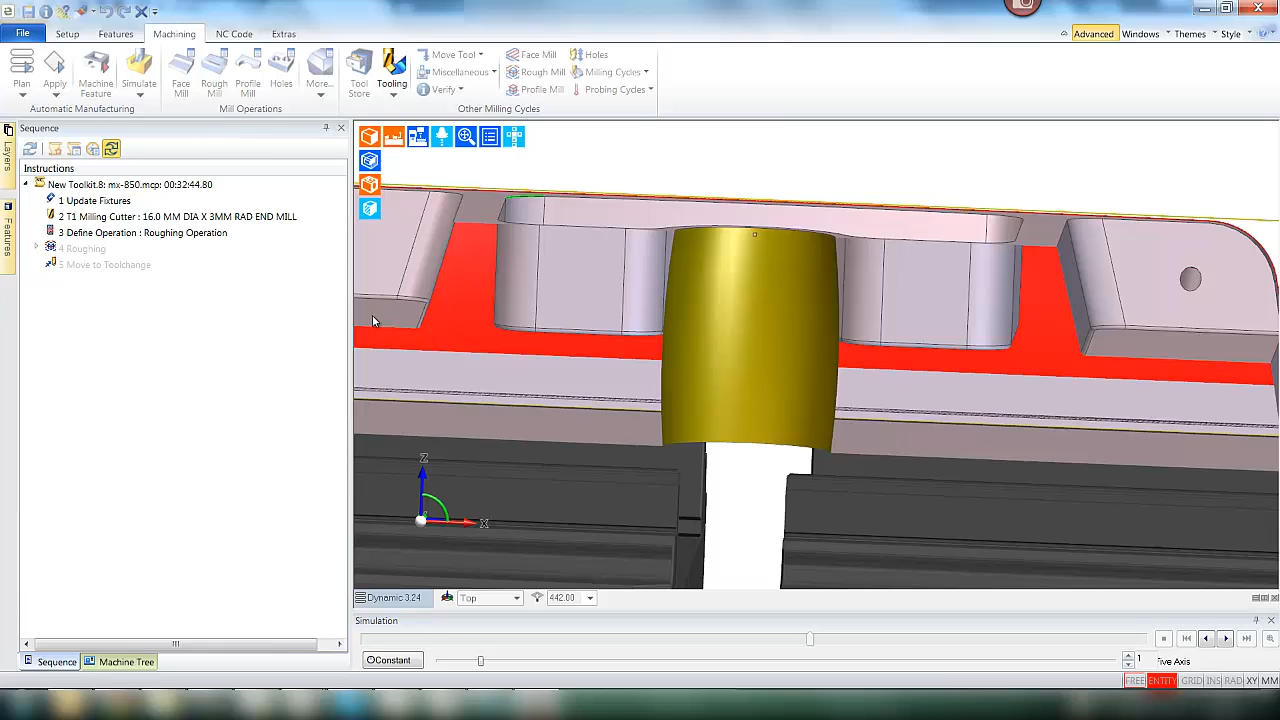 File
Setup
Features
Machining
NC Code
Extras
Advanced
Windows
Themes
Style
Plan
Apply
Machine Feature
Simulate
Face Mill
Rough Mill
Profile Mill
Holes
More...
Tool Store
Tooling
Move Tool
Miscellaneous
Verify
Face Mill
Rough Mill
Profile Mill
Holes
Milling Cycles
Probing Cycles
Automatic Manufacturing
Mill Operations
Other Milling Cycles
Layers
Features
Sequence
Instructions
New Toolkit.8: mx-850.mcp: 00:32:44.80
1 Update Fixtures
2 T1 Milling Cutter : 16.0 MM DIA X 3MM RAD END MILL
3 Define Operation : Roughing Operation
4 Roughing
5 Move to Toolchange
Z
X
Dynamic 3.24
Top
442.00
Simulation
Constant
1
Five Axis
Sequence
Machine Tree
FREE ENTITY GRID INS RAD XY MM